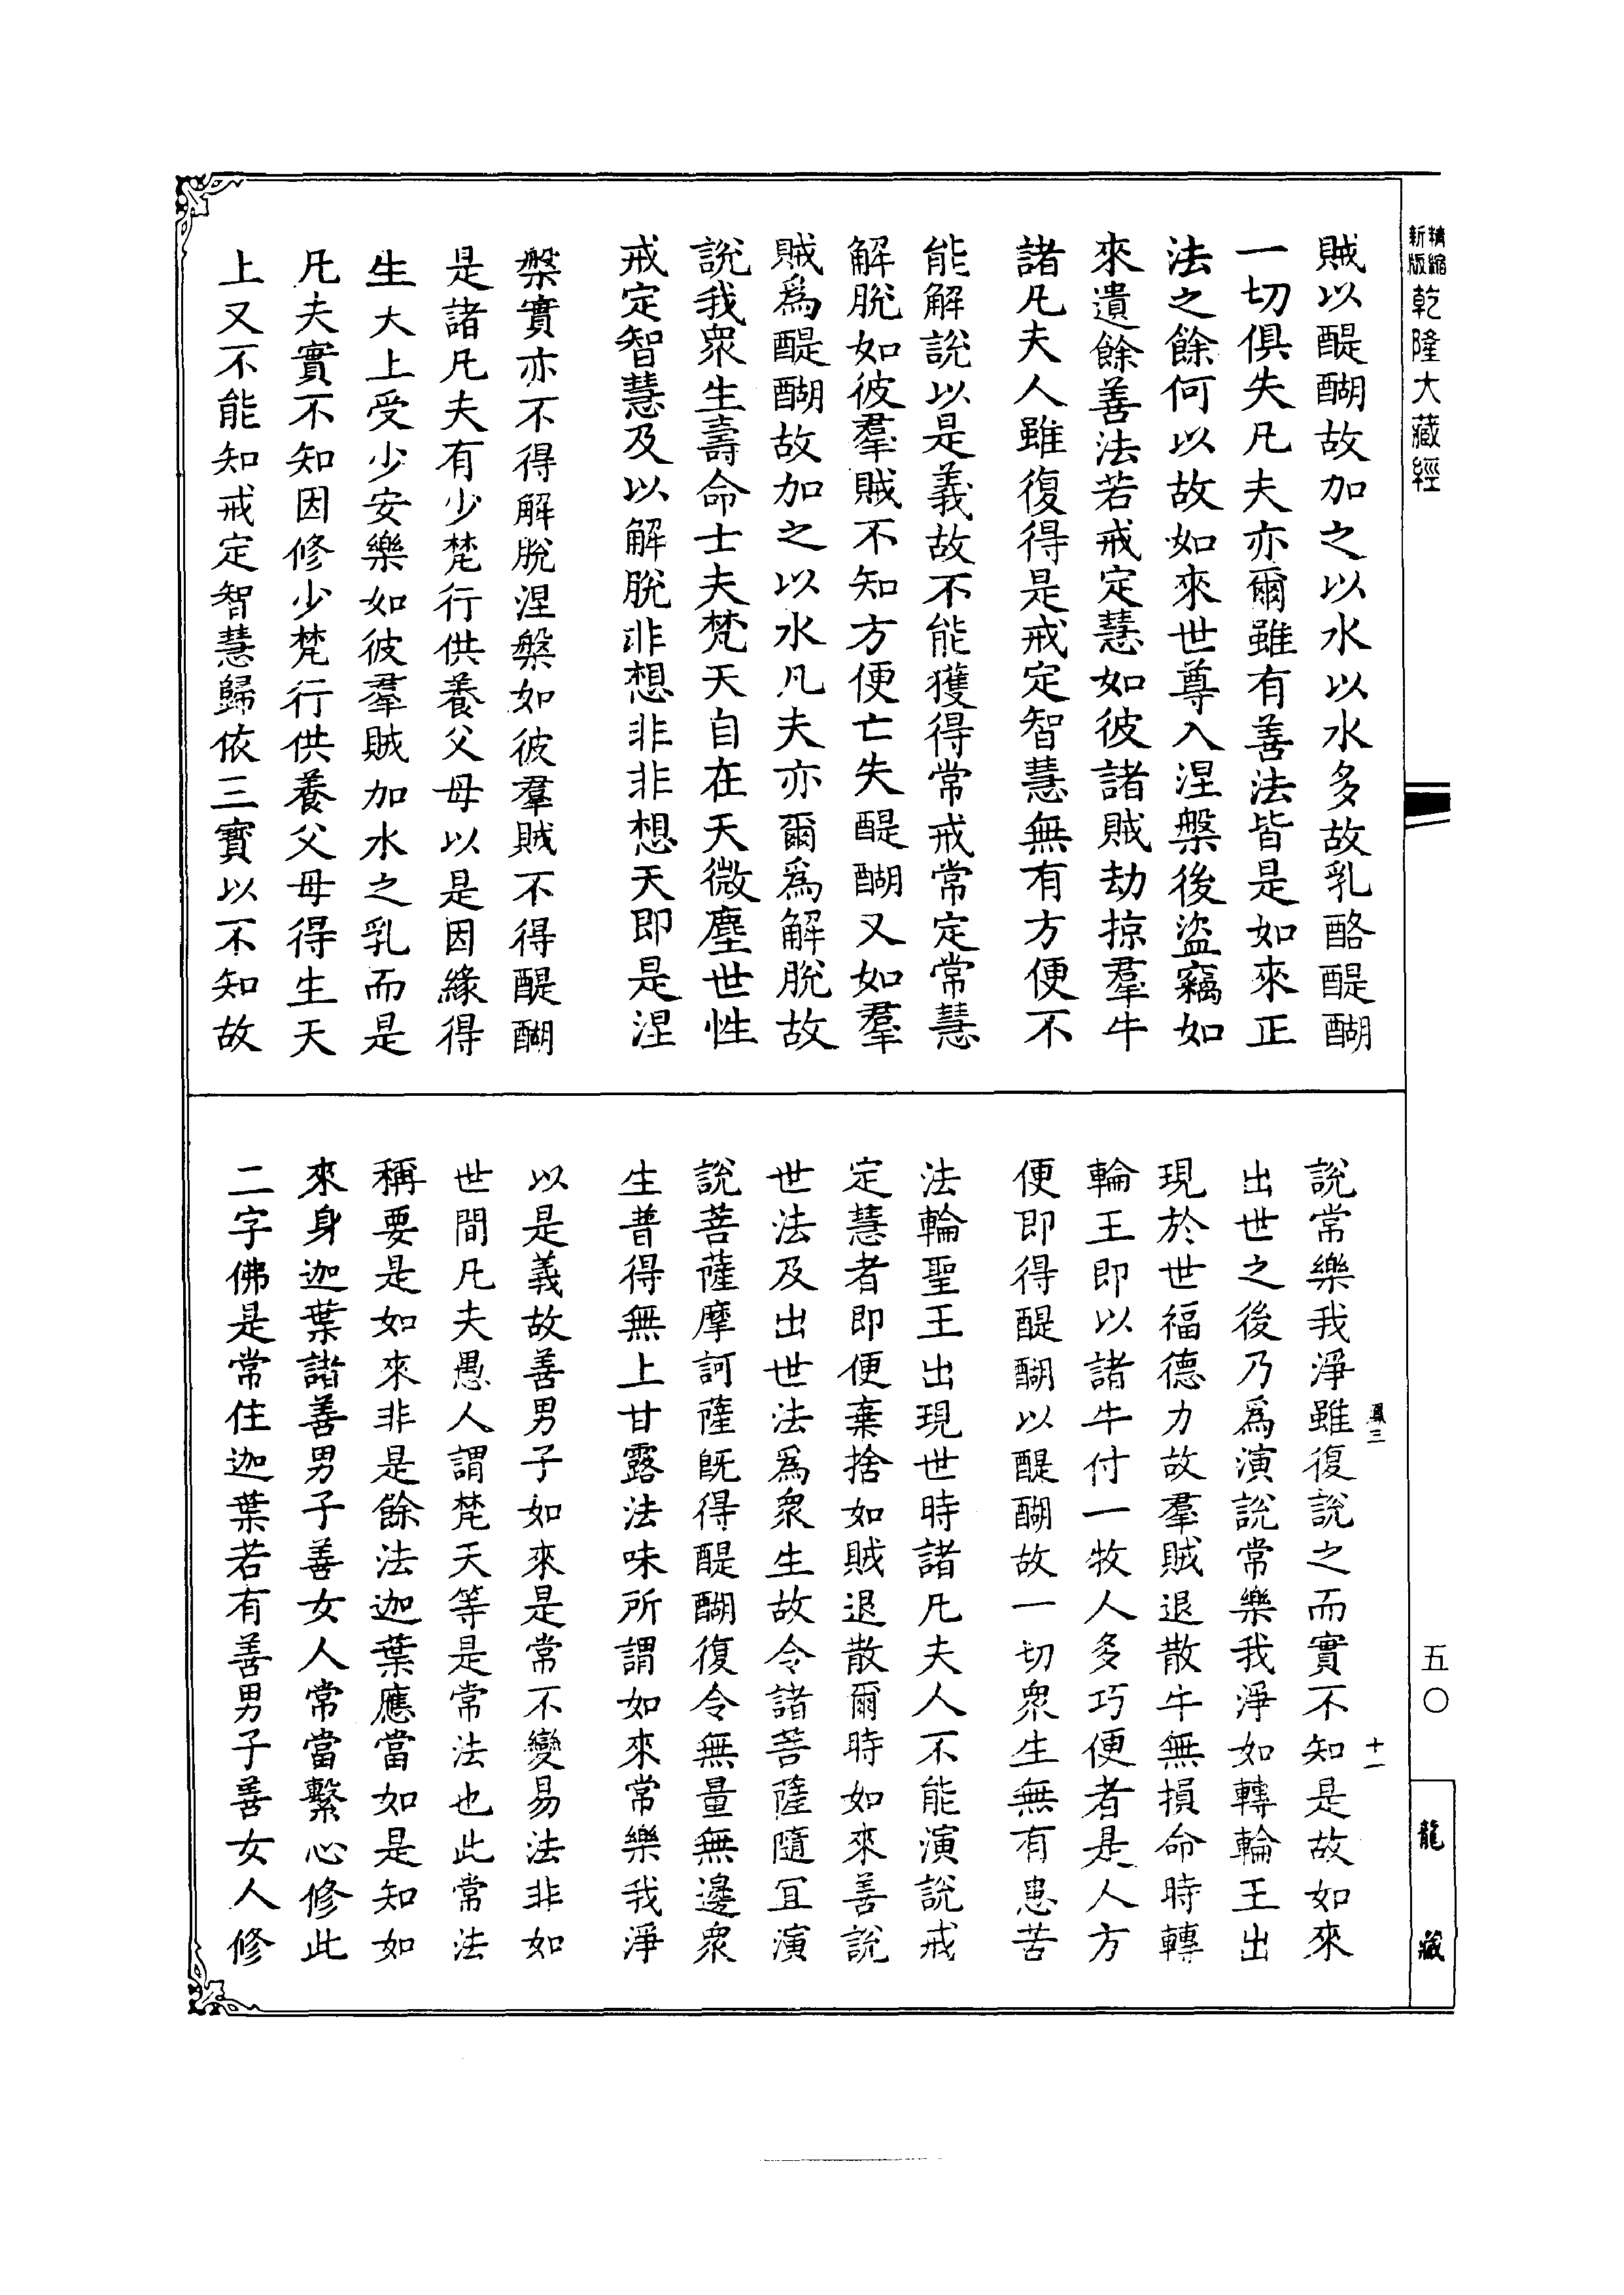 新版精縮乾隆大藏經
賊以醍醐故加之以水以水多故乳酪醍醐
一切俱失凡夫亦爾雖有善法皆是如來正
法之餘何以故如來世尊入涅槃後盜竊如
來遺餘善法若戒定慧如彼諸賊劫掠羣牛
諸凡夫人雖復得是戒定智慧無有方便不
能解說以是義故不能獲得常戒常定常慧
解脫如彼羣賊不知方便亡失醍醐又如羣
賊爲醍醐故加之以水凡夫亦爾爲解脫故
說我衆生壽命士夫梵天自在天微塵世性
戒定智慧及以解脫非想非非想天即是涅
槃實亦不得解脫涅槃如彼羣賊不得醍醐
是諸凡夫有少梵行供養父母以是因緣得
生大上受少安樂如彼羣賊加水之乳而是
凡夫實不知因修少梵行供養父母得生天
上又不能知戒定智慧歸依三寶以不知故
說常樂我淨雖復說之而實不知是故如來
出世之後乃爲演說常樂我淨如轉輪王出
現於世福德力故羣賊退散牛無損命時轉
輪王即以諸牛付一牧人多巧便者是人方
便即得醍醐以醍醐故一切衆生無有患苦
法輪聖王出現世時諸凡夫人不能演說戒
定慧者即便棄捨如賊退散爾時如來善說
世法及出世法爲衆生故令諸菩薩隨宜演
說菩薩摩訶薩旣得醍醐復令無量無邊衆
生普得無上甘露法味所謂如來常樂我淨
以是義故善男子如來是常不變易法非如
世間凡夫愚人謂梵天等是常法也此常法
稱要是如來非是餘法迦葉應當如是知如
來身迦葉諸善男子善女人常當繫心修此
二字佛是常住迦葉若有善男子善女人修
三
十一
五〇
龍藏